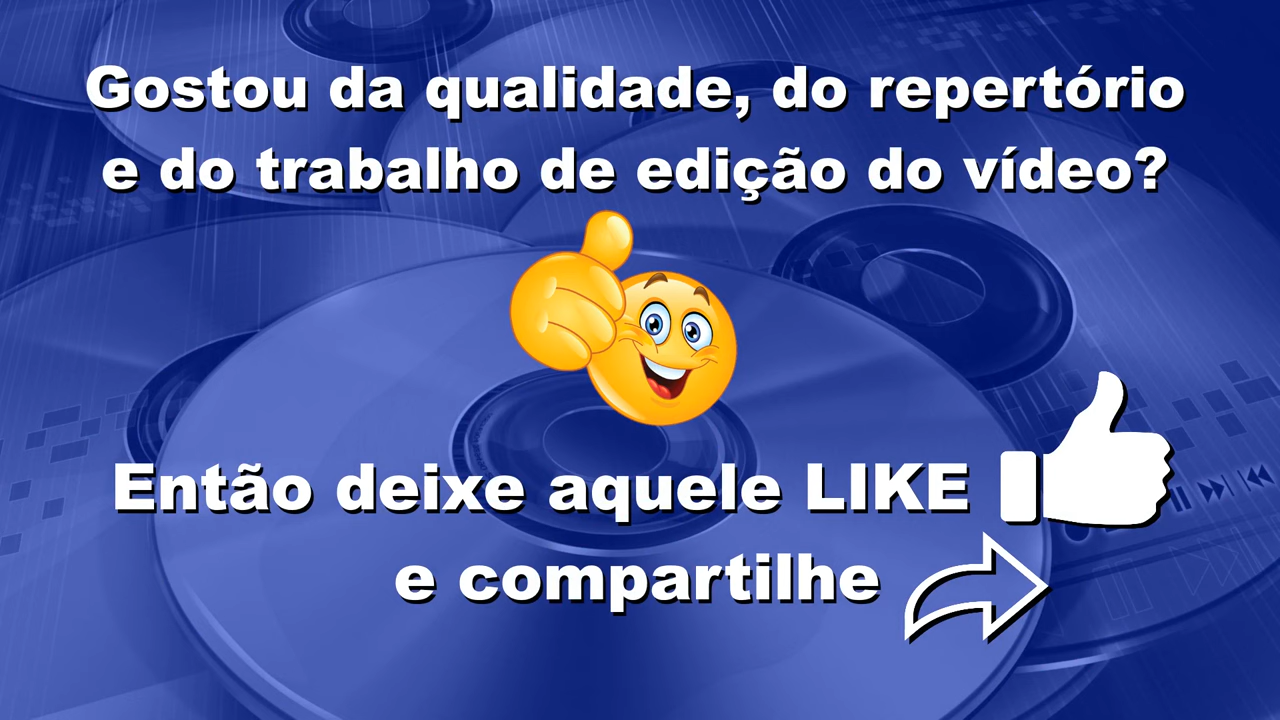 Gostou da qualidade, do repertório
e do trabalho de edição do vídeo?
Então deixe aquele LIKE
e compartilhe